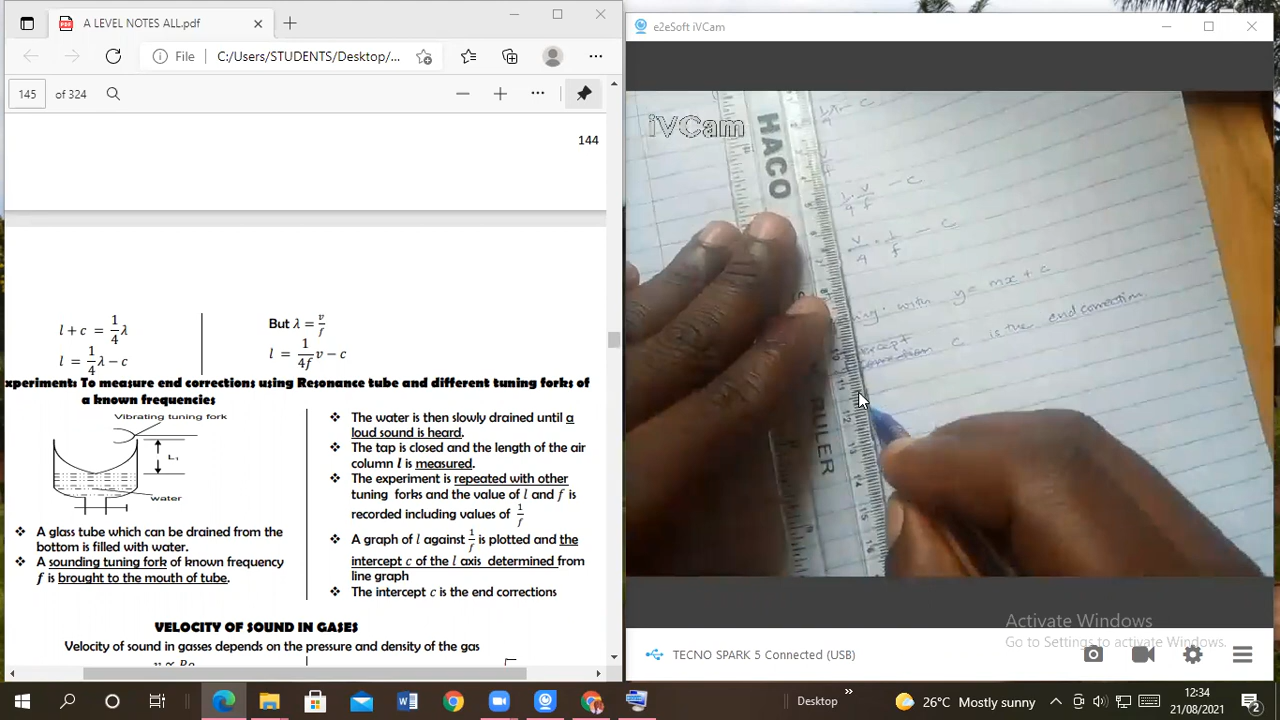 A LEVEL NOTES ALL.pdf
File
C:/Users/STUDENTS/Desktop/...
145 of 324
144
l + c = 1/4 λ
l = 1/4 λ − c
But λ = v/f
l = 1/4f v − c
xperiment: To measure end corrections using Resonance tube and different tuning forks of
a known frequencies
Vibrating tuning fork
L₁
water
❖ A glass tube which can be drained from the
bottom is filled with water.
❖ A sounding tuning fork of known frequency
f is brought to the mouth of tube.
❖ The water is then slowly drained until a
loud sound is heard.
❖ The tap is closed and the length of the air
column l is measured.
❖ The experiment is repeated with other
tuning forks and the value of l and f is
recorded including values of 1/f
❖ A graph of l against 1/f is plotted and the
intercept c of the l axis determined from
line graph
❖ The intercept c is the end corrections
VELOCITY OF SOUND IN GASES
Velocity of sound in gasses depends on the pressure and density of the gas
e2eSoft iVCam
iVCam
HACO
RULER
1/4 · v/f − c
v/4 · 1/f − c
with y = mx + c
c is the end correction
Activate Windows
Go to Settings to activate Windows.
TECNO SPARK 5 Connected (USB)
Desktop
26°C Mostly sunny
12:34
21/08/2021
2